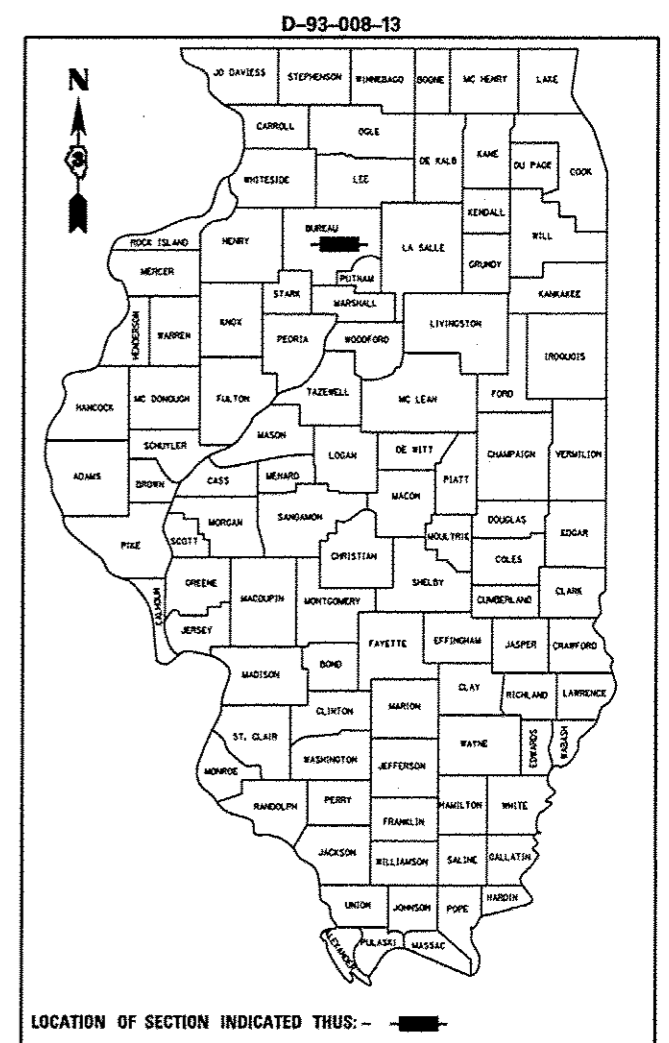 D-93-008-13
N
3
JO DAVIESS STEPHENSON WINNEBAGO BOONE MC HENRY LAKE
CARROLL OGLE DE KALB KANE DU PAGE COOK
WHITESIDE LEE KENDALL WILL
ROCK ISLAND HENRY BUREAU LA SALLE GRUNDY
MERCER PUTNAM KANKAKEE
STARK MARSHALL
HENDERSON WARREN KNOX PEORIA WOODFORD LIVINGSTON IROQUOIS
HANCOCK MC DONOUGH FULTON TAZEWELL MC LEAN FORD
SCHUYLER MASON LOGAN DE WITT CHAMPAIGN VERMILION
ADAMS BROWN CASS MENARD MACON PIATT
PIKE SCOTT MORGAN SANGAMON CHRISTIAN MOULTRIE DOUGLAS EDGAR
COLES
CALHOUN GREENE MACOUPIN MONTGOMERY SHELBY CUMBERLAND CLARK
JERSEY FAYETTE EFFINGHAM JASPER CRAWFORD
MADISON BOND CLAY RICHLAND LAWRENCE
CLINTON MARION
ST. CLAIR WAYNE EDWARDS WABASH
MONROE WASHINGTON JEFFERSON
RANDOLPH PERRY HAMILTON WHITE
FRANKLIN
JACKSON WILLIAMSON SALINE GALLATIN
UNION JOHNSON POPE HARDIN
ALEXANDER PULASKI MASSAC
LOCATION OF SECTION INDICATED THUS: -